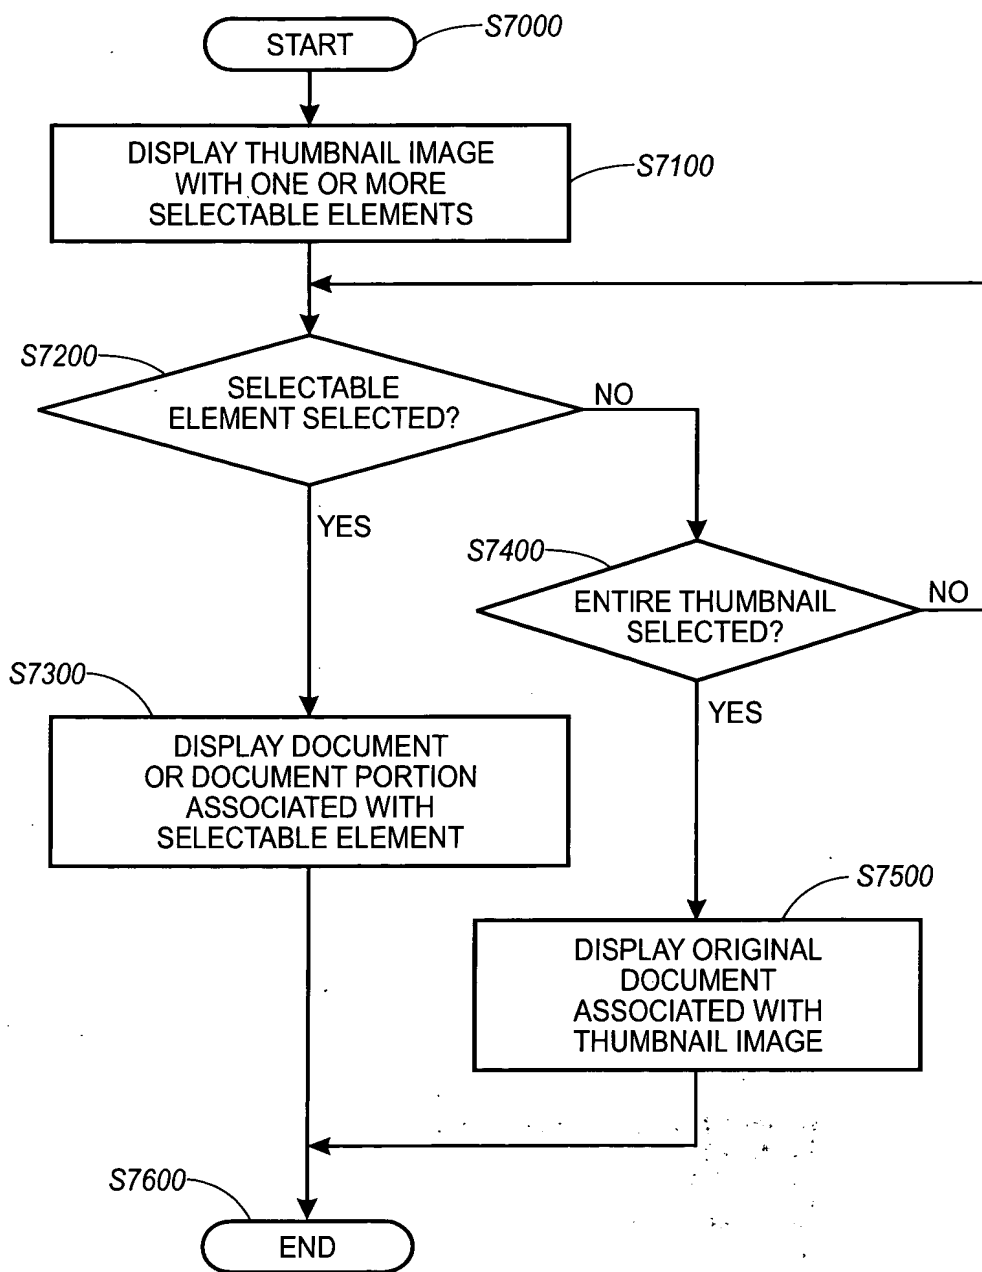 START
S7000
DISPLAY THUMBNAIL IMAGE
WITH ONE OR MORE
SELECTABLE ELEMENTS
S7100
S7200
SELECTABLE
ELEMENT SELECTED?
NO
YES
S7400
ENTIRE THUMBNAIL
SELECTED?
NO
YES
S7300
DISPLAY DOCUMENT
OR DOCUMENT PORTION
ASSOCIATED WITH
SELECTABLE ELEMENT
S7500
DISPLAY ORIGINAL
DOCUMENT
ASSOCIATED WITH
THUMBNAIL IMAGE
S7600
END